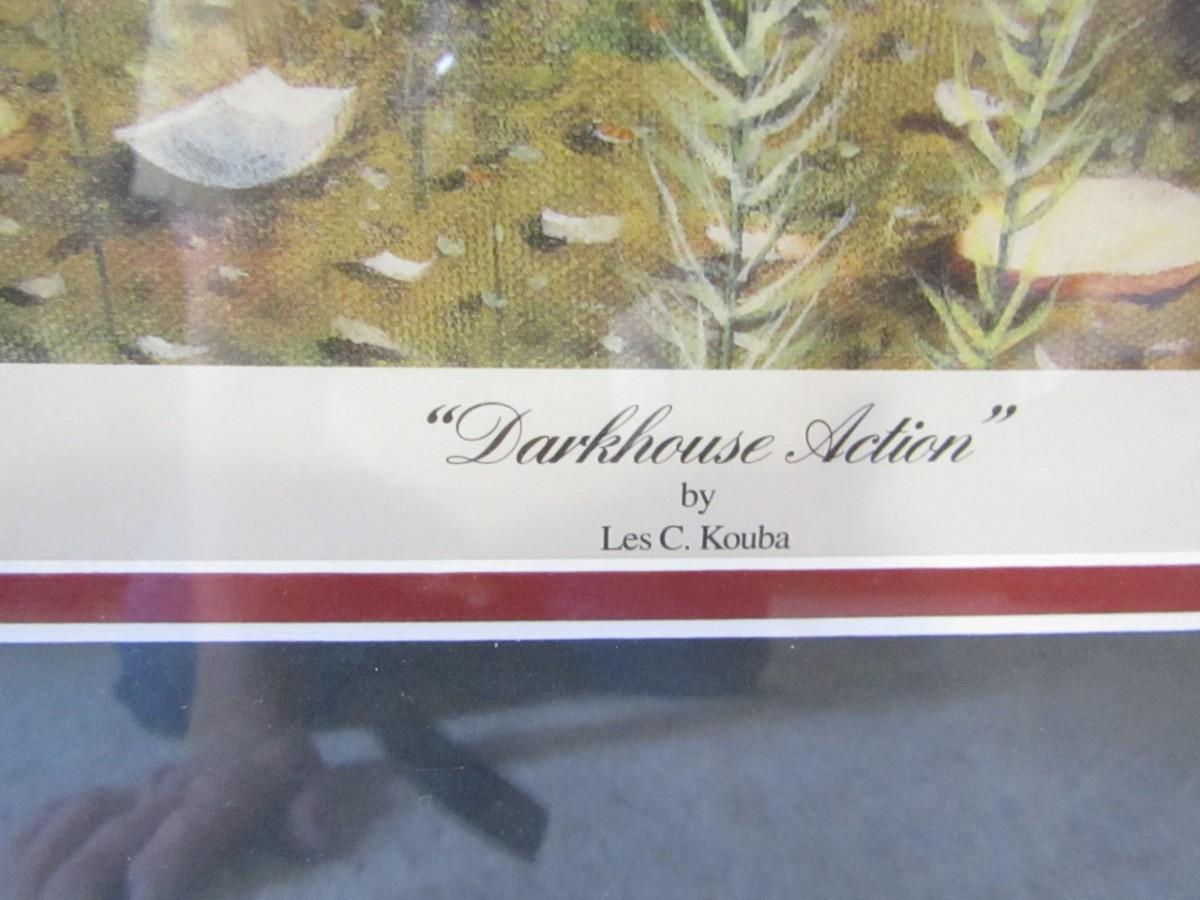 “Darkhouse Action”
by
Les C. Kouba